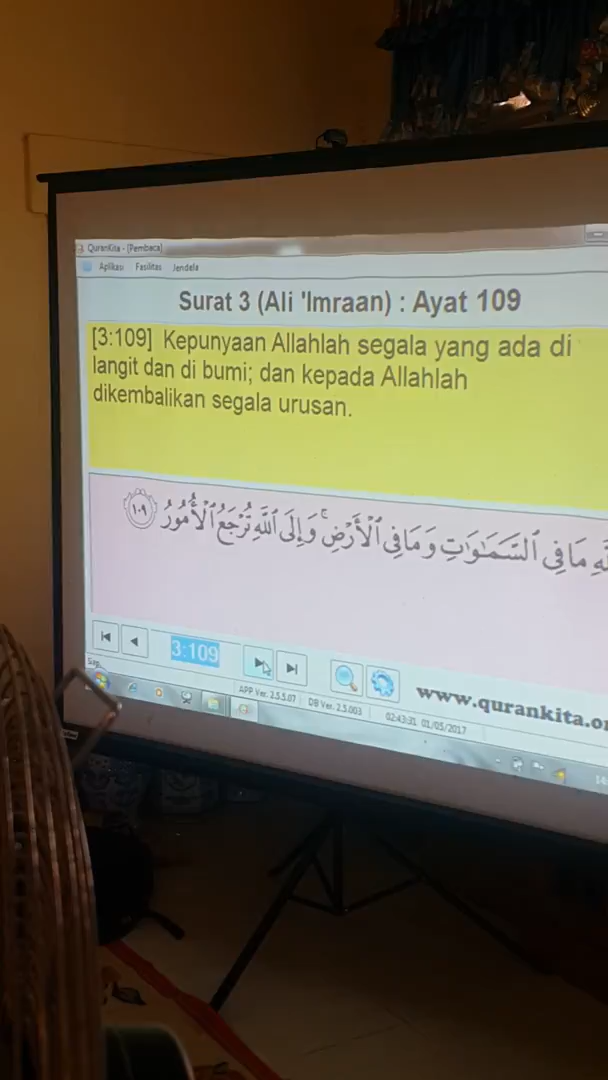 QuranKita - [Pembaca]
Aplikasi Fasilitas Jendela
Surat 3 (Ali 'Imraan) : Ayat 109
[3:109] Kepunyaan Allahlah segala yang ada di
langit dan di bumi; dan kepada Allahlah
dikembalikan segala urusan.
مَا فِي ٱلسَّمَـٰوَٰتِ وَمَا فِي ٱلْأَرْضِ ۚ وَإِلَى ٱللَّهِ تُرْجَعُ ٱلْأُمُورُ ١٠٩
3:109
APP Ver. 2.5.5.07 DB Ver. 2.5.003 02:43:31 01/05/2017
www.qurankita.or